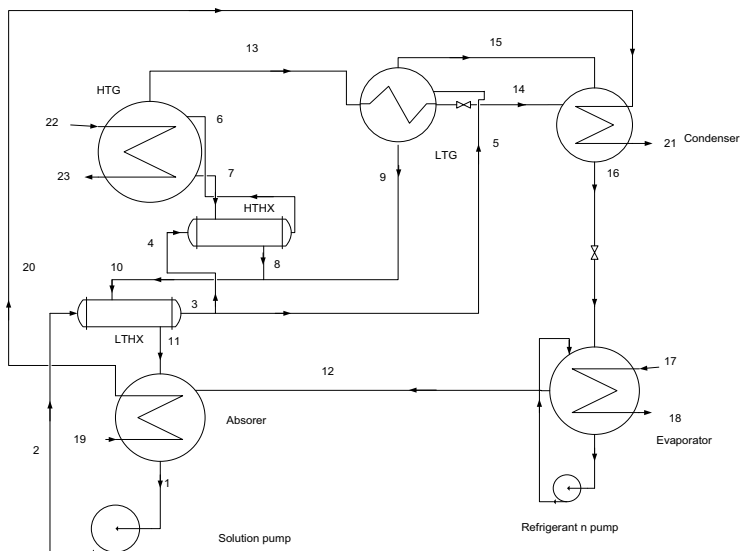 13
15
HTG
14
22
6
5
21
Condenser
LTG
23
7
9
16
HTHX
4
8
20
10
3
LTHX
11
12
17
18
2
19
Absorer
Evaporator
1
Refrigerant n pump
Solution pump